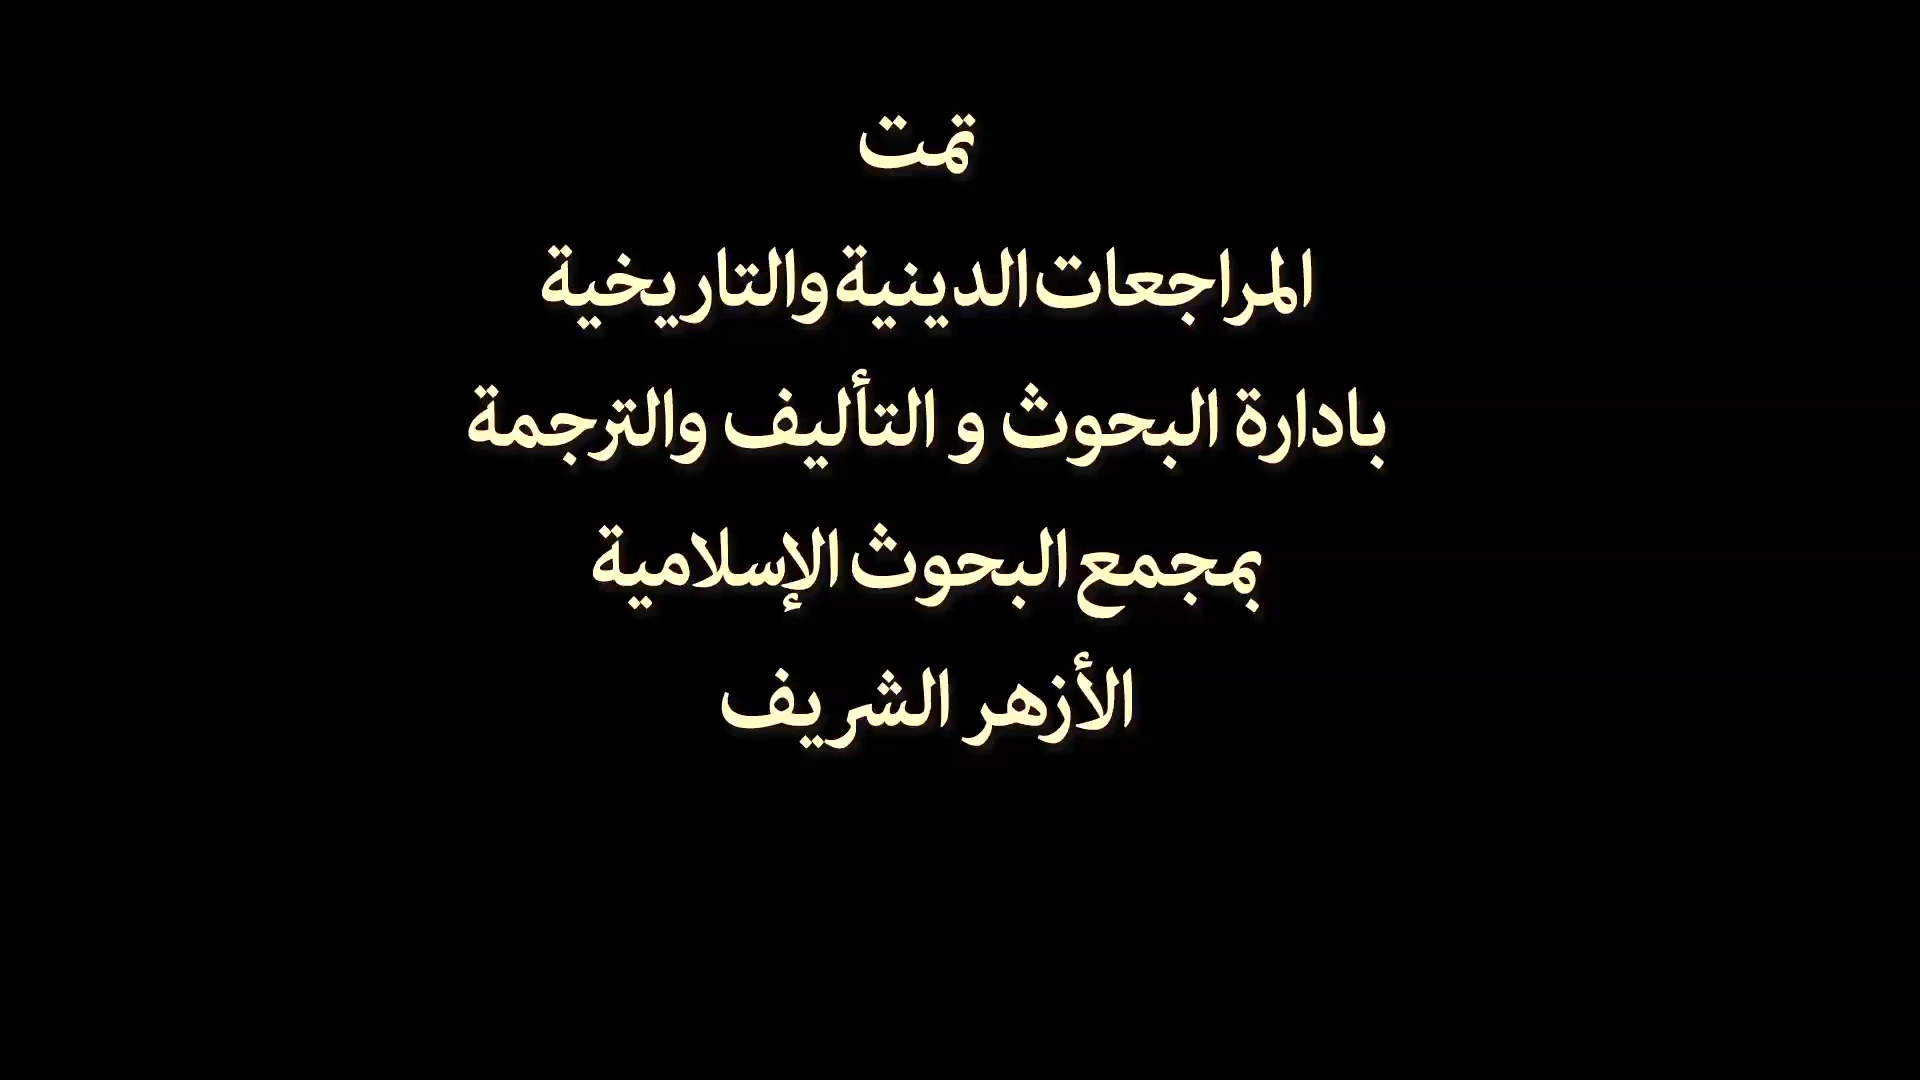 تمت
المراجعات الدينية والتاريخية
بادارة البحوث و التأليف والترجمة
بمجمع البحوث الإسلامية
الأزهر الشريف